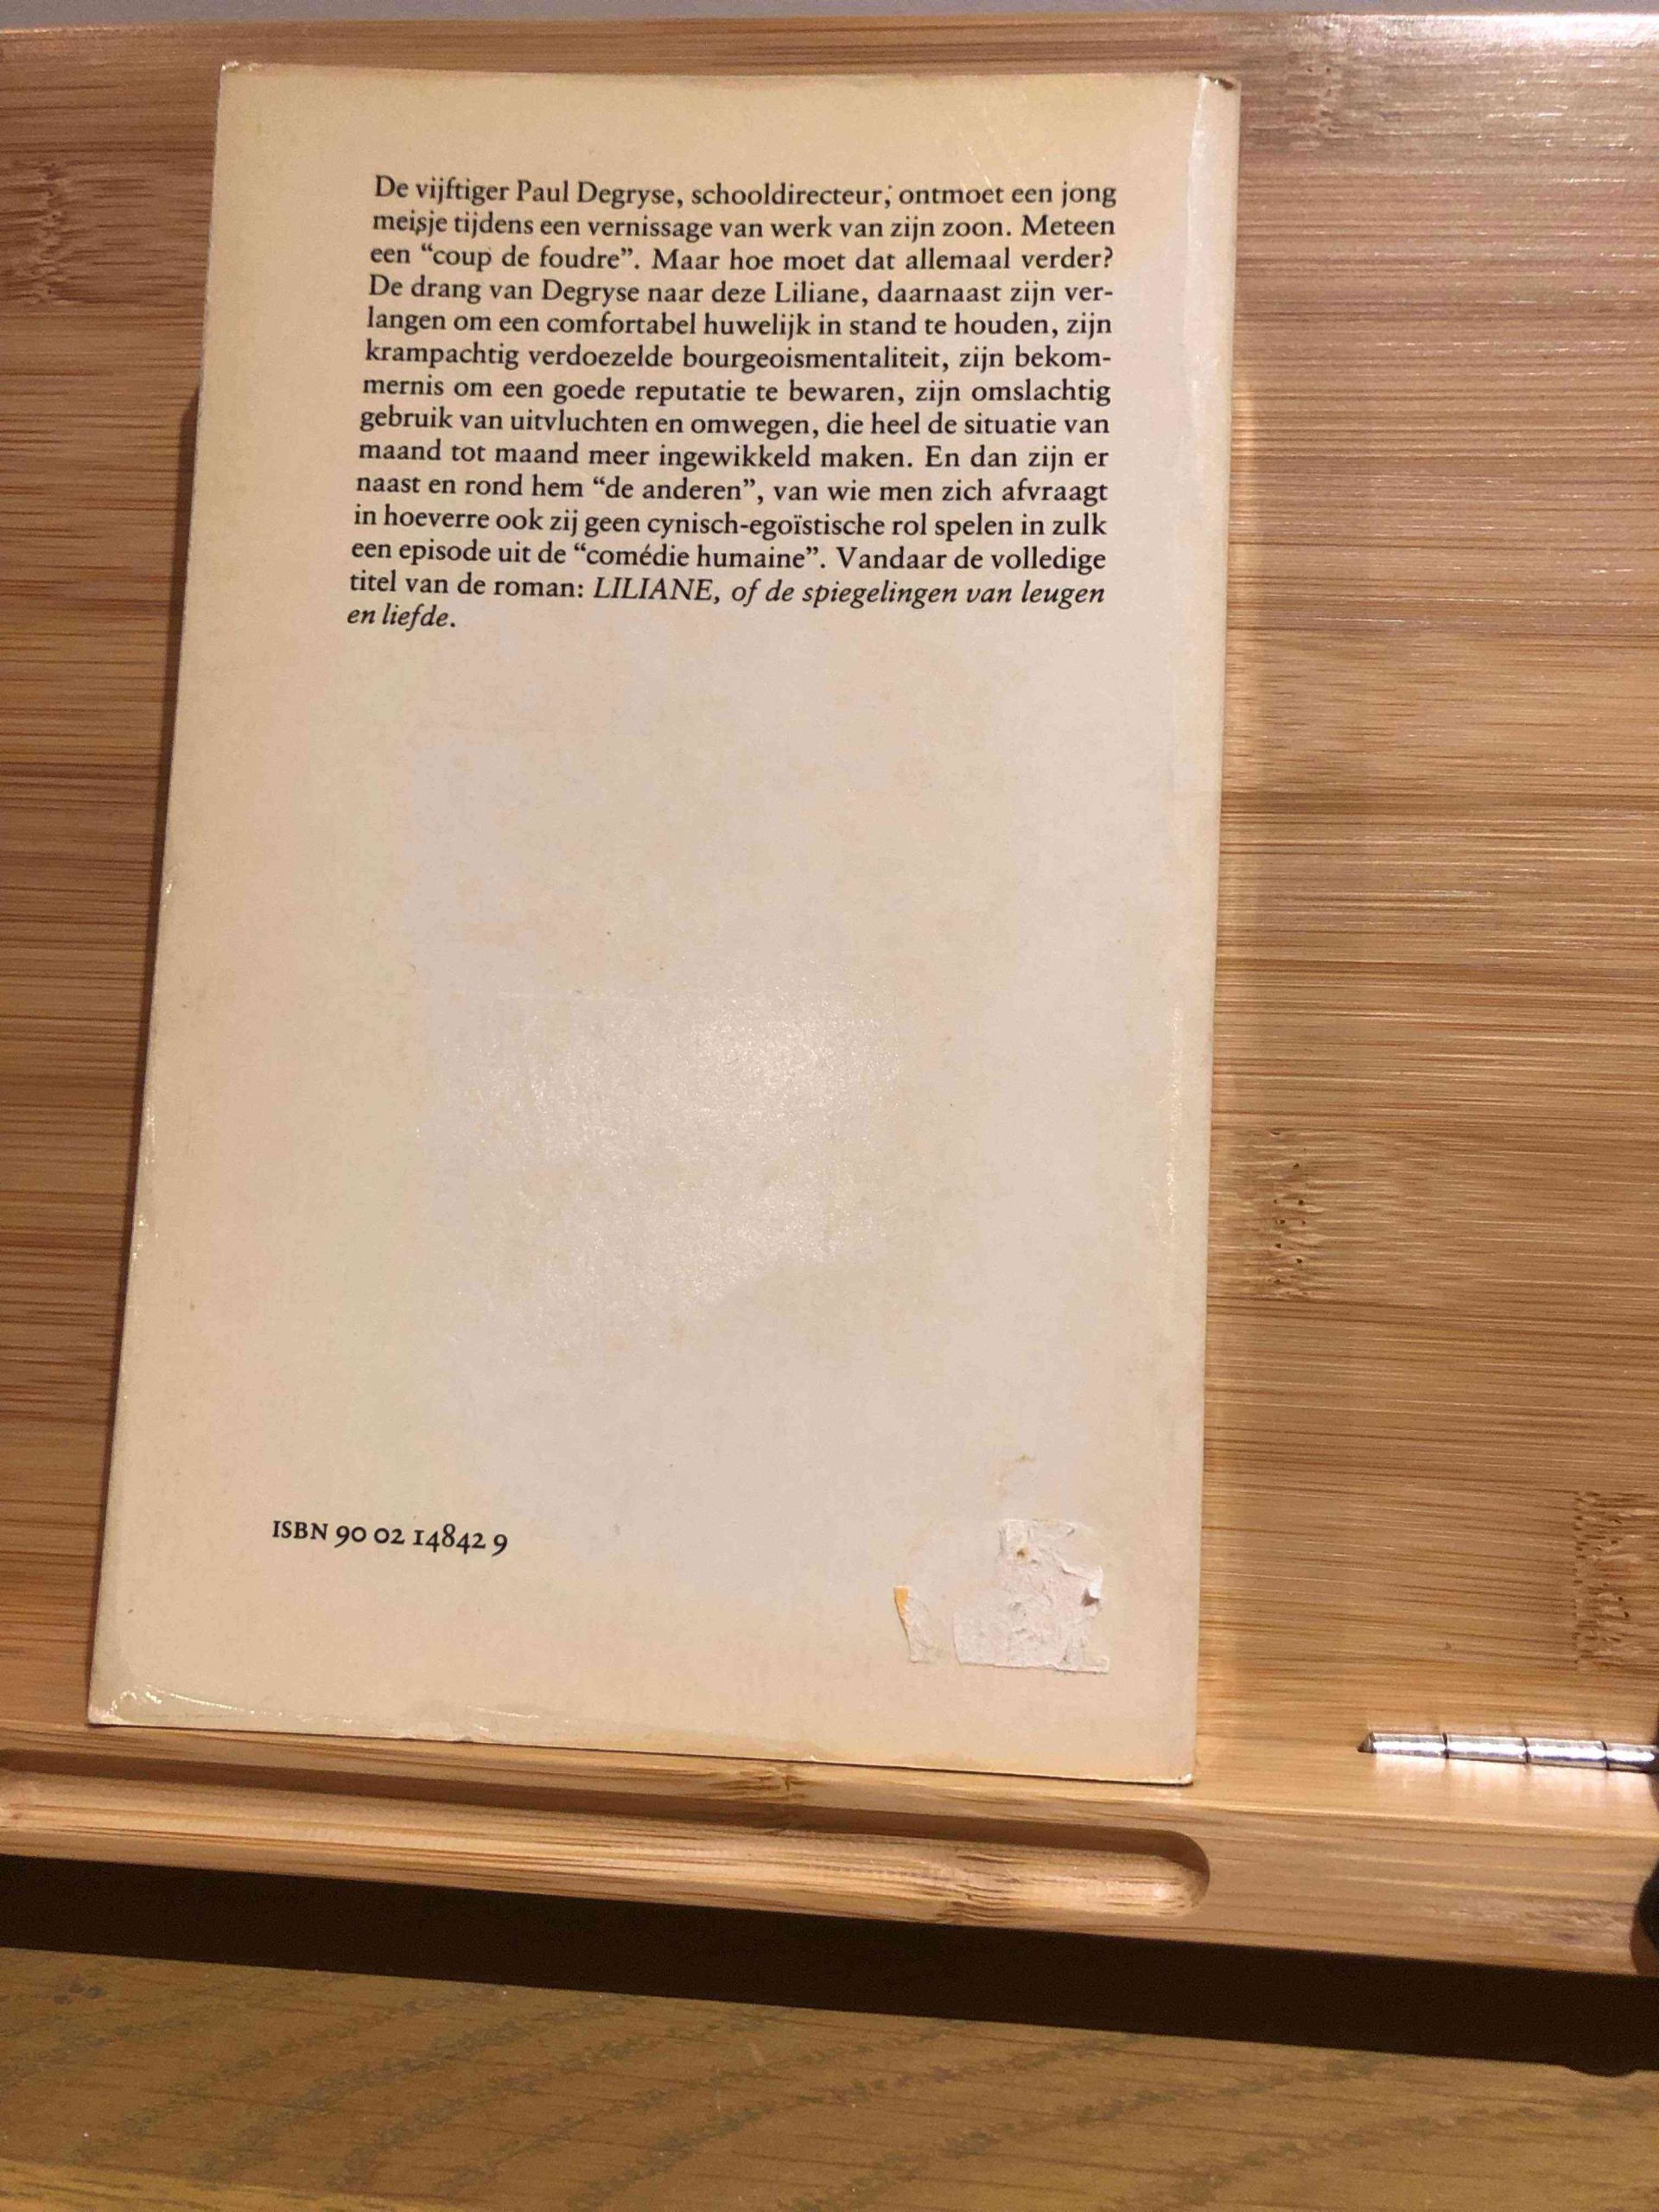 De vijftiger Paul Degryse, schooldirecteur, ontmoet een jong
meisje tijdens een vernissage van werk van zijn zoon. Meteen
een “coup de foudre”. Maar hoe moet dat allemaal verder?
De drang van Degryse naar deze Liliane, daarnaast zijn ver-
langen om een comfortabel huwelijk in stand te houden, zijn
krampachtig verdoezelde bourgeoismentaliteit, zijn bekom-
mernis om een goede reputatie te bewaren, zijn omslachtig
gebruik van uitvluchten en omwegen, die heel de situatie van
maand tot maand meer ingewikkeld maken. En dan zijn er
naast en rond hem “de anderen”, van wie men zich afvraagt
in hoeverre ook zij geen cynisch-egoïstische rol spelen in zulk
een episode uit de “comédie humaine”. Vandaar de volledige
titel van de roman: LILIANE, of de spiegelingen van leugen
en liefde.
ISBN 90 02 14842 9